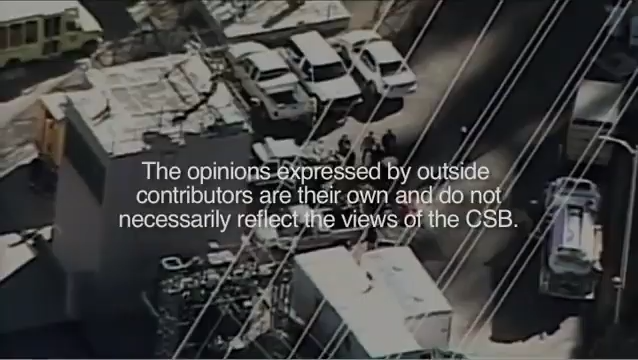 The opinions expressed by outside
contributors are their own and do not
necessarily reflect the views of the CSB.